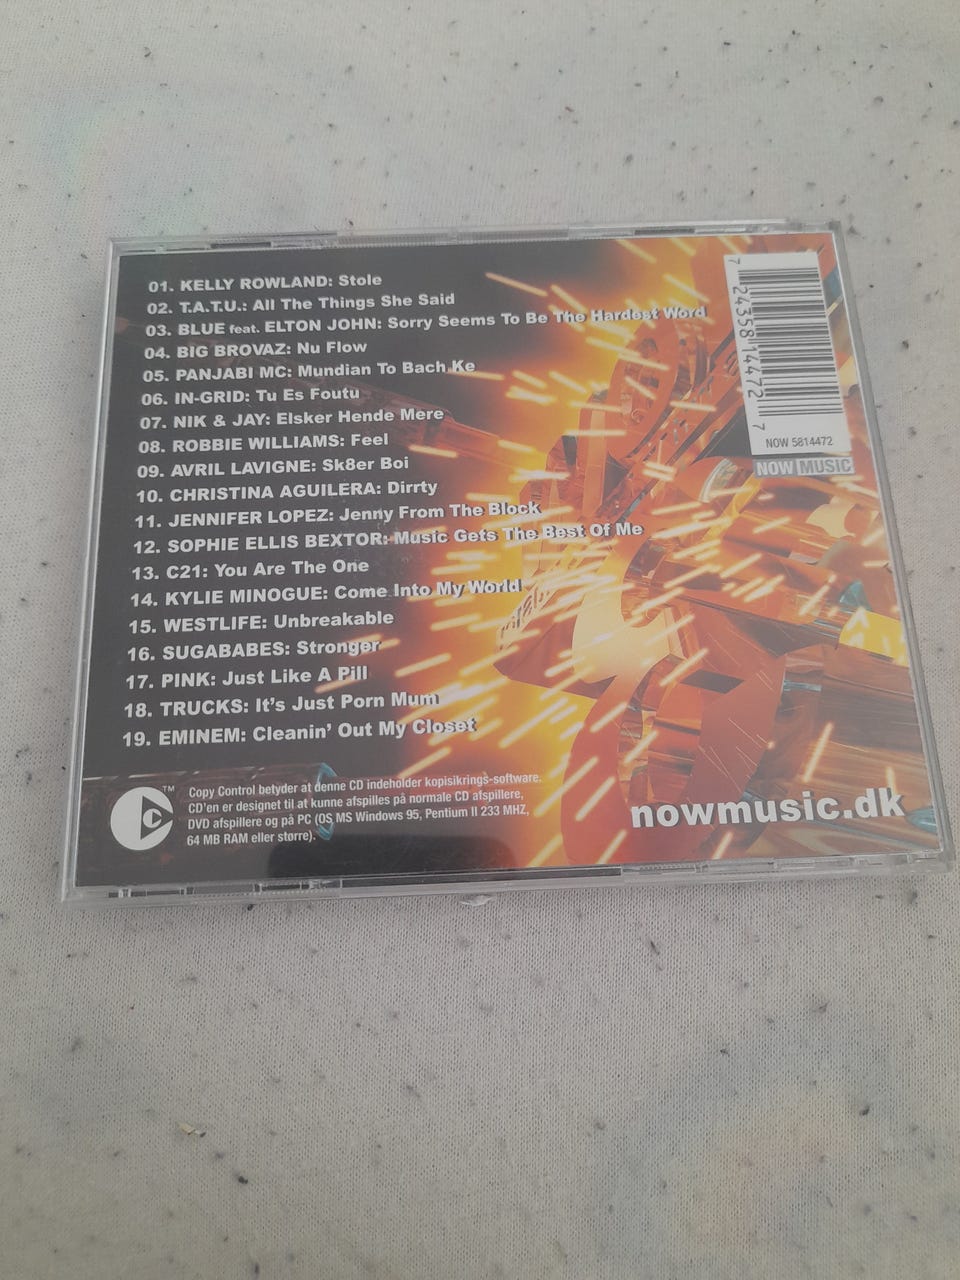 01. KELLY ROWLAND: Stole
02. T.A.T.U.: All The Things She Said
03. BLUE feat. ELTON JOHN: Sorry Seems To Be The Hardest Word
04. BIG BROVAZ: Nu Flow
05. PANJABI MC: Mundian To Bach Ke
06. IN-GRID: Tu Es Foutu
07. NIK & JAY: Elsker Hende Mere
08. ROBBIE WILLIAMS: Feel
09. AVRIL LAVIGNE: Sk8er Boi
10. CHRISTINA AGUILERA: Dirrty
11. JENNIFER LOPEZ: Jenny From The Block
12. SOPHIE ELLIS BEXTOR: Music Gets The Best Of Me
13. C21: You Are The One
14. KYLIE MINOGUE: Come Into My World
15. WESTLIFE: Unbreakable
16. SUGABABES: Stronger
17. PINK: Just Like A Pill
18. TRUCKS: It's Just Porn Mum
19. EMINEM: Cleanin' Out My Closet
7 24358 14472 7
NOW 5814472
NOW MUSIC
TM
Copy Control betyder at denne CD indeholder kopisikrings-software.
CD'en er designet til at kunne afspilles på normale CD afspillere,
DVD afspillere og på PC (OS MS Windows 95, Pentium II 233 MHZ,
64 MB RAM eller større).
nowmusic.dk